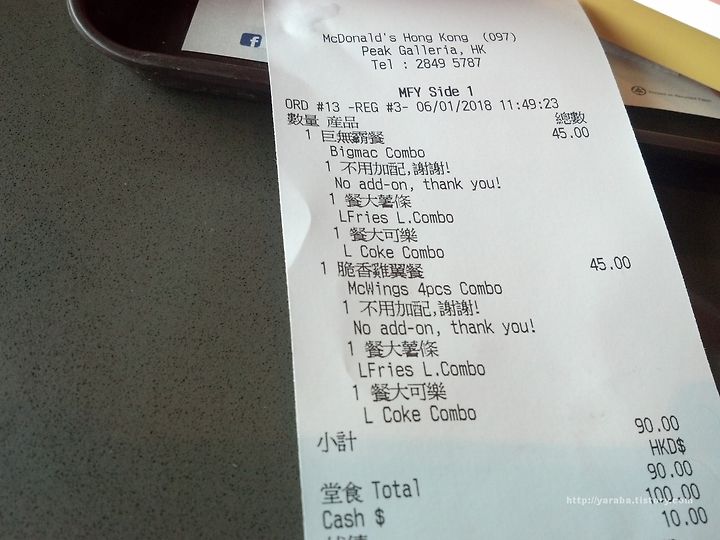 McDonald's Hong Kong (097)
Peak Galleria, HK
Tel : 2849 5787
MFY Side 1
ORD #13 -REG #3- 06/01/2018 11:49:23
數量 產品 總數
1 巨無霸餐 45.00
Bigmac Combo
1 不用加配,謝謝!
No add-on, thank you!
1 餐大薯條
LFries L.Combo
1 餐大可樂
L Coke Combo
1 脆香雞翼餐 45.00
McWings 4pcs Combo
1 不用加配,謝謝!
No add-on, thank you!
1 餐大薯條
LFries L.Combo
1 餐大可樂
L Coke Combo
小計 90.00
HKD$
堂食 Total 90.00
Cash $ 100.00
10.00
http://yaraba.tistory.com